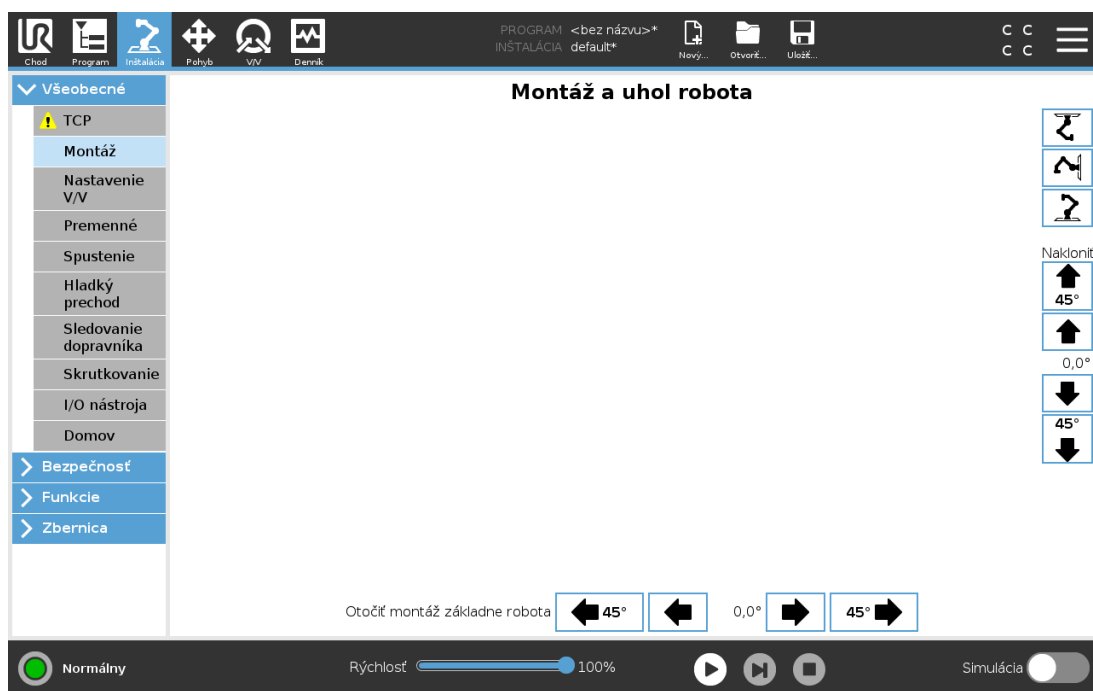 UR
PROGRAM <bez názvu>*
INŠTALÁCIA default*
C C
C C
Chod
Program
Inštalácia
Pohyb
V/V
Denník
Nový...
Otvoriť...
Uložiť...
Všeobecné
TCP
Montáž
Nastavenie
V/V
Premenné
Spustenie
Hladký
prechod
Sledovanie
dopravníka
Skrutkovanie
I/O nástroja
Domov
Bezpečnosť
Funkcie
Zbernica
Montáž a uhol robota
Nakloniť
45°
0,0°
45°
Otočiť montáž základne robota 45° 0,0° 45°
Normálny
Rýchlosť 100%
Simulácia